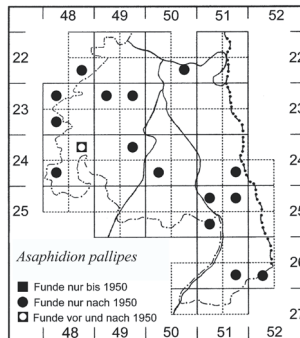 48 49 50 51 52
22 22
23 23
24 24
25 25
Asaphidion pallipes
26
Funde nur bis 1950
Funde nur nach 1950
Funde vor und nach 1950
27
48 49 50 51 52